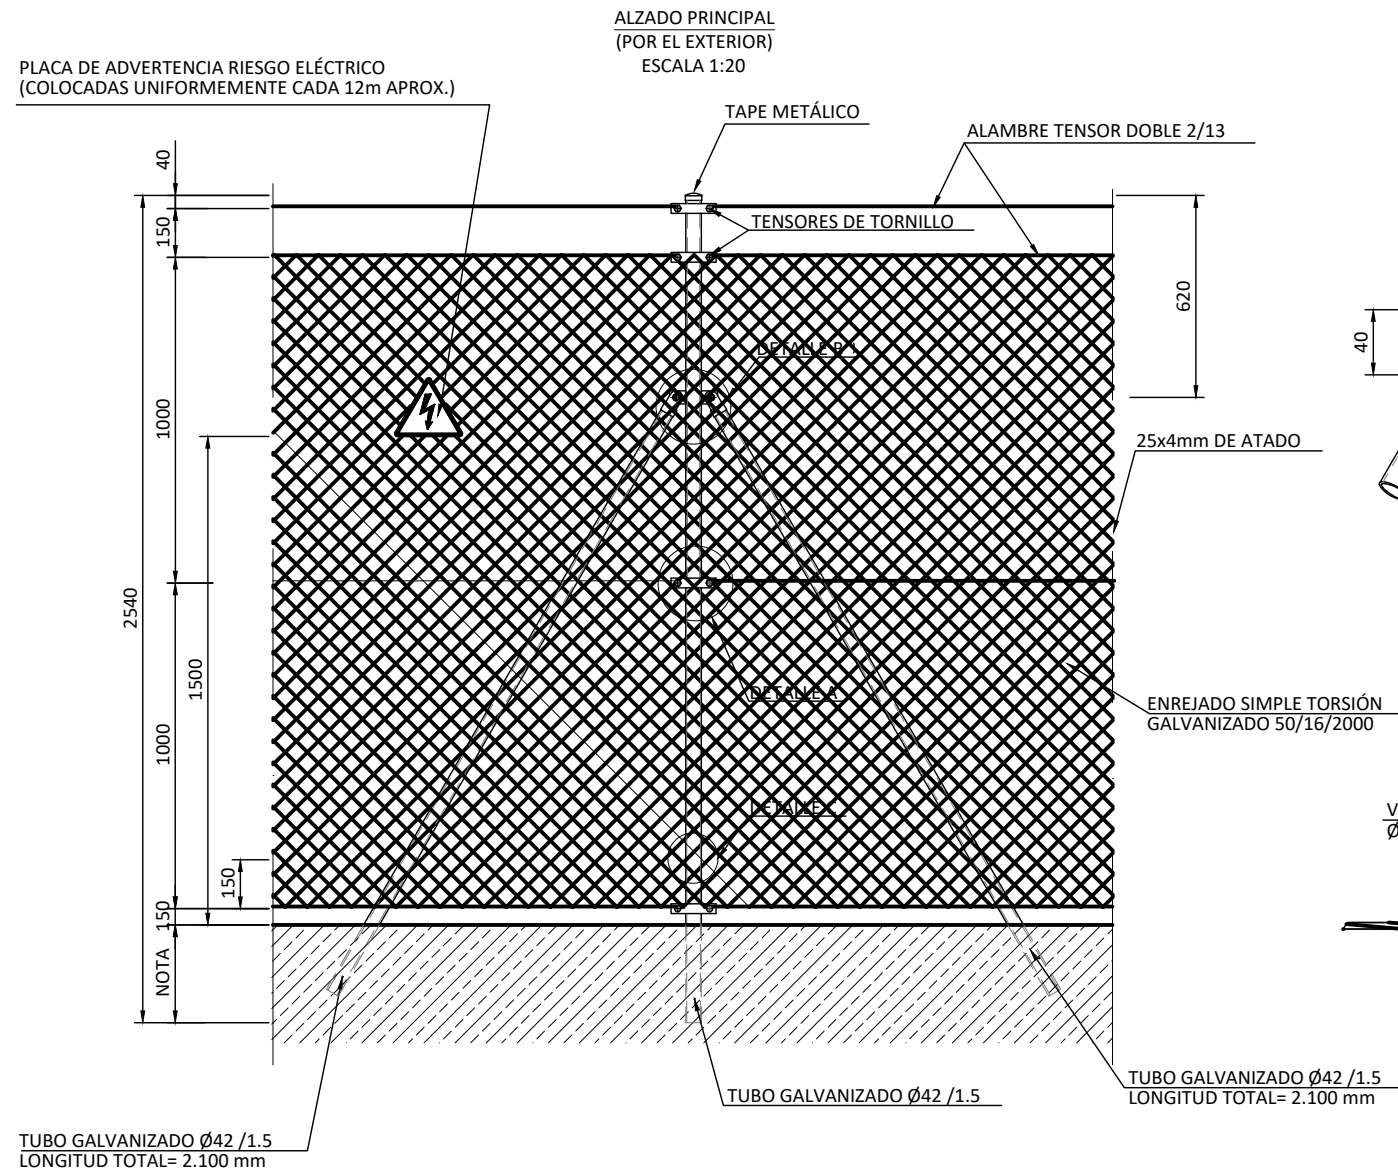 ALZADO PRINCIPAL
(POR EL EXTERIOR)
ESCALA 1:20
PLACA DE ADVERTENCIA RIESGO ELÉCTRICO
(COLOCADAS UNIFORMEMENTE CADA 12m APROX.)
TAPE METÁLICO
ALAMBRE TENSOR DOBLE 2/13
TENSORES DE TORNILLO
40
150
1000
1000
150
NOTA
2540
1500
150
620
40
DETALLE B
25x4mm DE ATADO
DETALLE A
ENREJADO SIMPLE TORSIÓN
GALVANIZADO 50/16/2000
DETALLE C
V
Ø
TUBO GALVANIZADO Ø42 /1.5
TUBO GALVANIZADO Ø42 /1.5
LONGITUD TOTAL= 2.100 mm
TUBO GALVANIZADO Ø42 /1.5
LONGITUD TOTAL= 2.100 mm